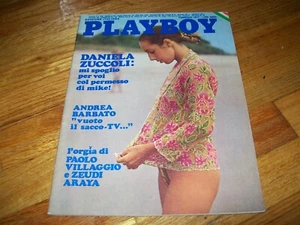 PLAYBOY
DANIELA
ZUCCOLI:
mi spoglio
per voi
col permesso
di mike!
ANDREA
BARBATO
"vuoto
il sacco-TV..."
l'orgia di
PAOLO
VILLAGGIO
e ZEUDI
ARAYA